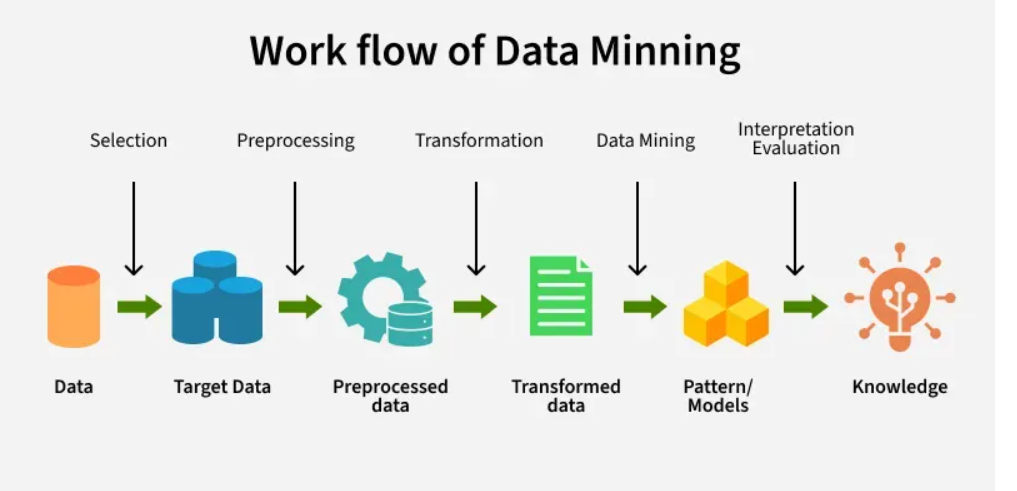 Work flow of Data Minning
Selection
Preprocessing
Transformation
Data Mining
Interpretation
Evaluation
Data
Target Data
Preprocessed
data
Transformed
data
Pattern/
Models
Knowledge